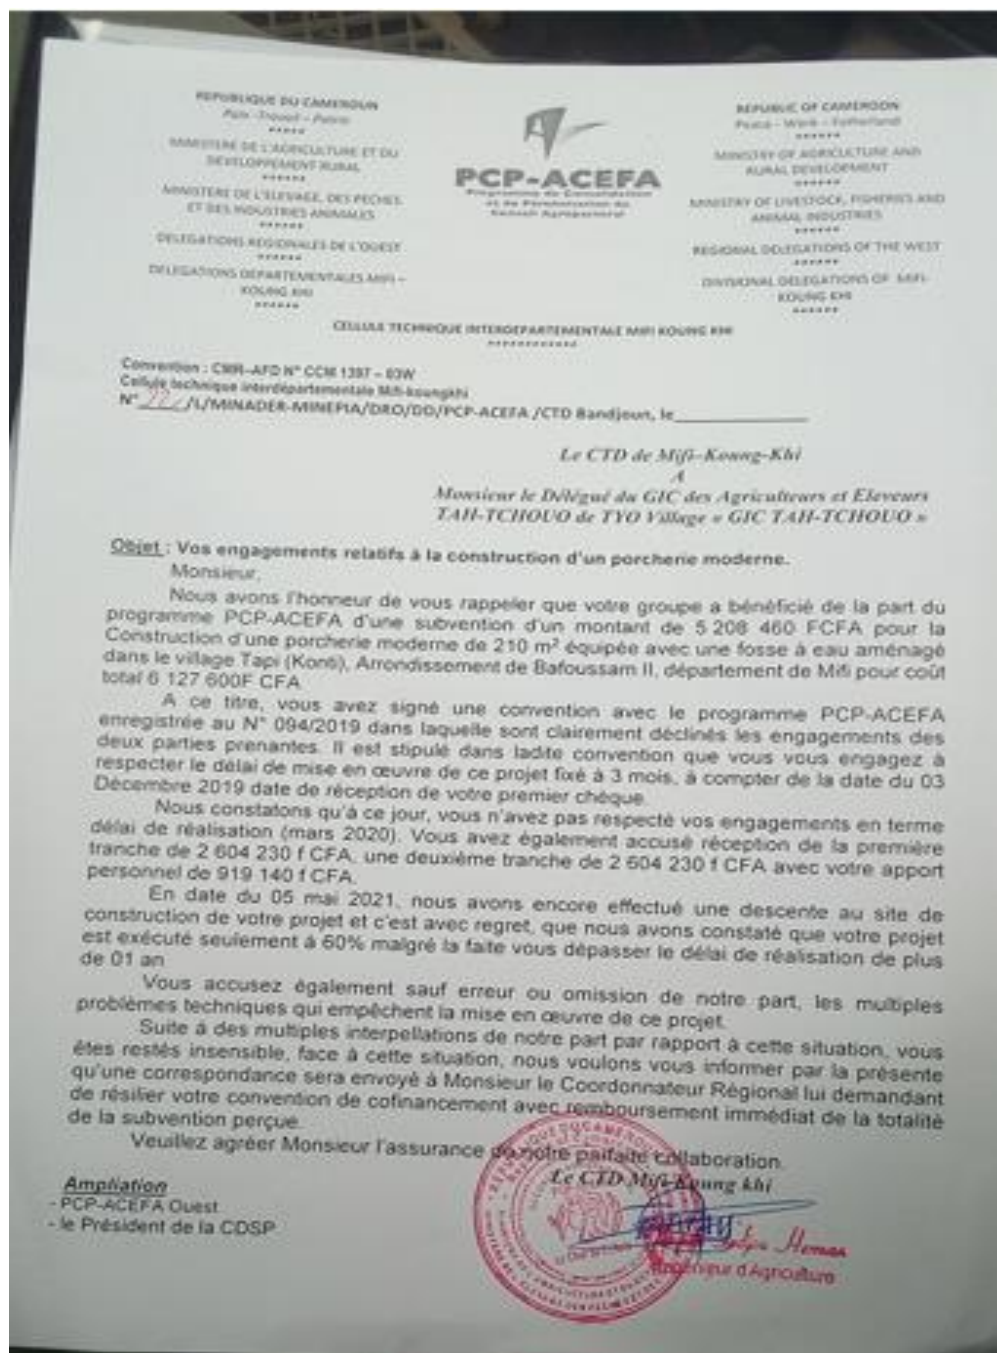 REPUBLIQUE DU CAMEROUN
Paix - Travail - Patrie
*****
MINISTERE DE L'AGRICULTURE ET DU
DEVELOPPEMENT RURAL
******
MINISTERE DE L'ELEVAGE, DES PECHES
ET DES INDUSTRIES ANIMALES
******
DELEGATIONS REGIONALES DE L'OUEST
******
DELEGATIONS DEPARTEMENTALES MIFI –
KOUNG KHI
******
PCP-ACEFA
Programme de Consolidation
et de Pérennisation du
Conseil Agropastoral
REPUBLIC OF CAMEROON
Peace - Work - Fatherland
******
MINISTRY OF AGRICULTURE AND
RURAL DEVELOPMENT
******
MINISTRY OF LIVESTOCK, FISHERIES AND
ANIMAL INDUSTRIES
******
REGIONAL DELEGATIONS OF THE WEST
******
DIVISIONAL DELEGATIONS OF MIFI-
KOUNG KHI
******
CELLULE TECHNIQUE INTERDEPARTEMENTALE MIFI KOUNG KHI
************
Convention : CMR–AFD N° CCM 1397 – 03W
Cellule technique interdépartementale Mifi-koungkhi
N° /L/MINADER-MINEPIA/DRO/DD/PCP-ACEFA /CTD Bandjoun, le
Le CTD de Mifi–Koung-Khi
A
Monsieur le Délégué du GIC des Agriculteurs et Eleveurs
TAH-TCHOUO de TYO Village « GIC TAH-TCHOUO »
Objet : Vos engagements relatifs à la construction d'un porcherie moderne.
Monsieur,
Nous avons l'honneur de vous rappeler que votre groupe a bénéficié de la part du
programme PCP-ACEFA d'une subvention d'un montant de 5 208 460 FCFA pour la
Construction d'une porcherie moderne de 210 m² équipée avec une fosse à eau aménagé
dans le village Tapi (Konti), Arrondissement de Bafoussam II, département de Mifi pour coût
total 6 127 600F CFA
A ce titre, vous avez signé une convention avec le programme PCP-ACEFA
enregistrée au N° 094/2019 dans laquelle sont clairement déclinés les engagements des
deux parties prenantes. Il est stipulé dans ladite convention que vous vous engagez à
respecter le délai de mise en œuvre de ce projet fixé à 3 mois, à compter de la date du 03
Décembre 2019 date de réception de votre premier chèque.
Nous constatons qu'à ce jour, vous n'avez pas respecté vos engagements en terme
délai de réalisation (mars 2020). Vous avez également accusé réception de la première
tranche de 2 604 230 f CFA, une deuxième tranche de 2 604 230 f CFA avec votre apport
personnel de 919 140 f CFA.
En date du 05 mai 2021, nous avons encore effectué une descente au site de
construction de votre projet et c'est avec regret, que nous avons constaté que votre projet
est exécuté seulement à 60% malgré la faite vous dépasser le délai de réalisation de plus
de 01 an
Vous accusez également sauf erreur ou omission de notre part, les multiples
problèmes techniques qui empêchent la mise en œuvre de ce projet.
Suite à des multiples interpellations de notre part par rapport à cette situation, vous
êtes restés insensible, face à cette situation, nous voulons vous informer par la présente
qu'une correspondance sera envoyé à Monsieur le Coordonnateur Régional lui demandant
de résilier votre convention de cofinancement avec remboursement immédiat de la totalité
de la subvention perçue.
Veuillez agréer Monsieur l'assurance de notre parfaite collaboration.
Le CTD Mifi-Koung khi
Ampliation
- PCP-ACEFA Ouest
- le Président de la CDSP
Ingénieur d'Agriculture